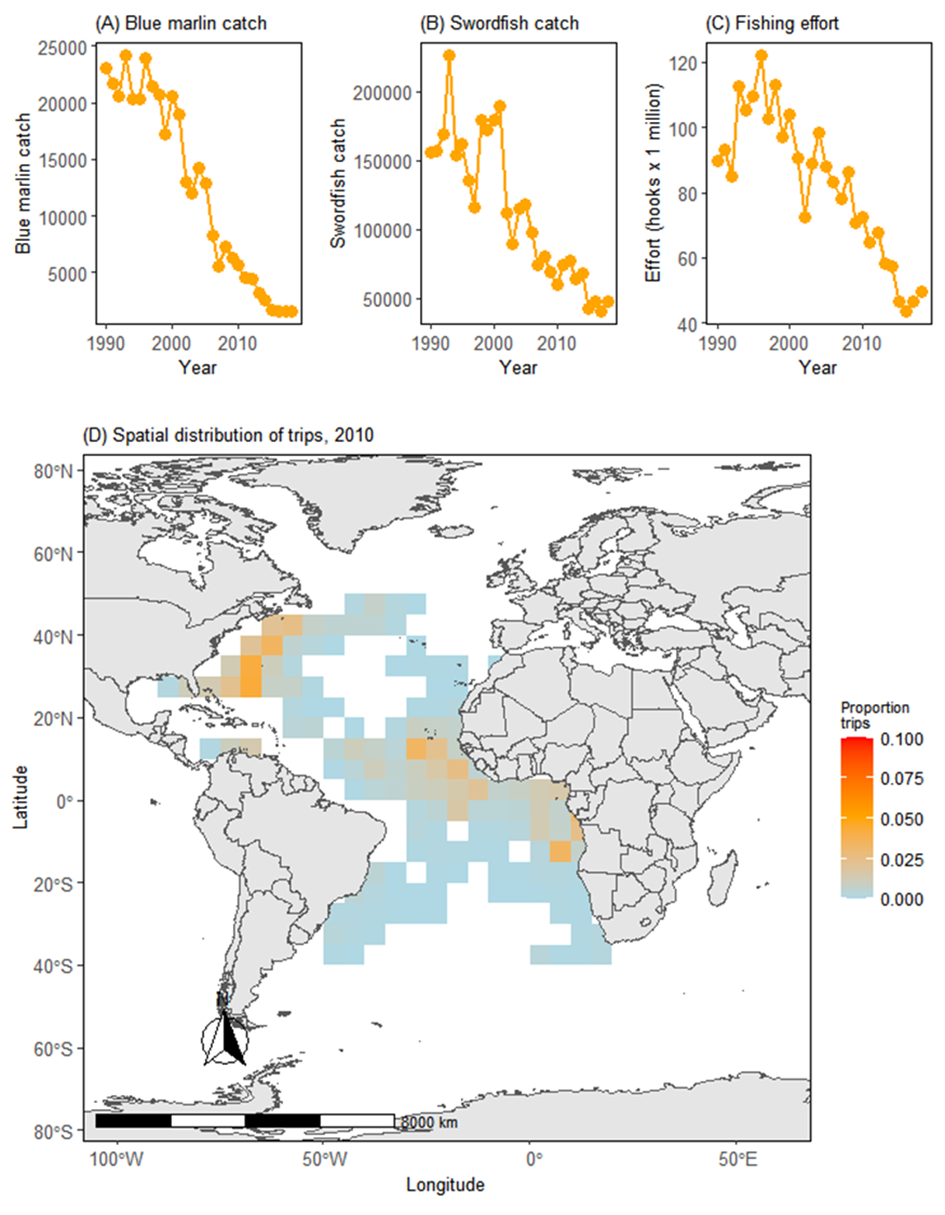 (A) Blue marlin catch
(B) Swordfish catch
(C) Fishing effort
Blue marlin catch
25000
20000
15000
10000
5000
1990 2000 2010
Year
Swordfish catch
200000
150000
100000
50000
1990 2000 2010
Year
Effort (hooks x 1 million)
120
100
80
60
40
1990 2000 2010
Year
(D) Spatial distribution of trips, 2010
Latitude
80°N
60°N
40°N
20°N
0°
20°S
40°S
60°S
80°S
N
8000 km
100°W 50°W 0° 50°E
Longitude
Proportion
trips
0.100
0.075
0.050
0.025
0.000